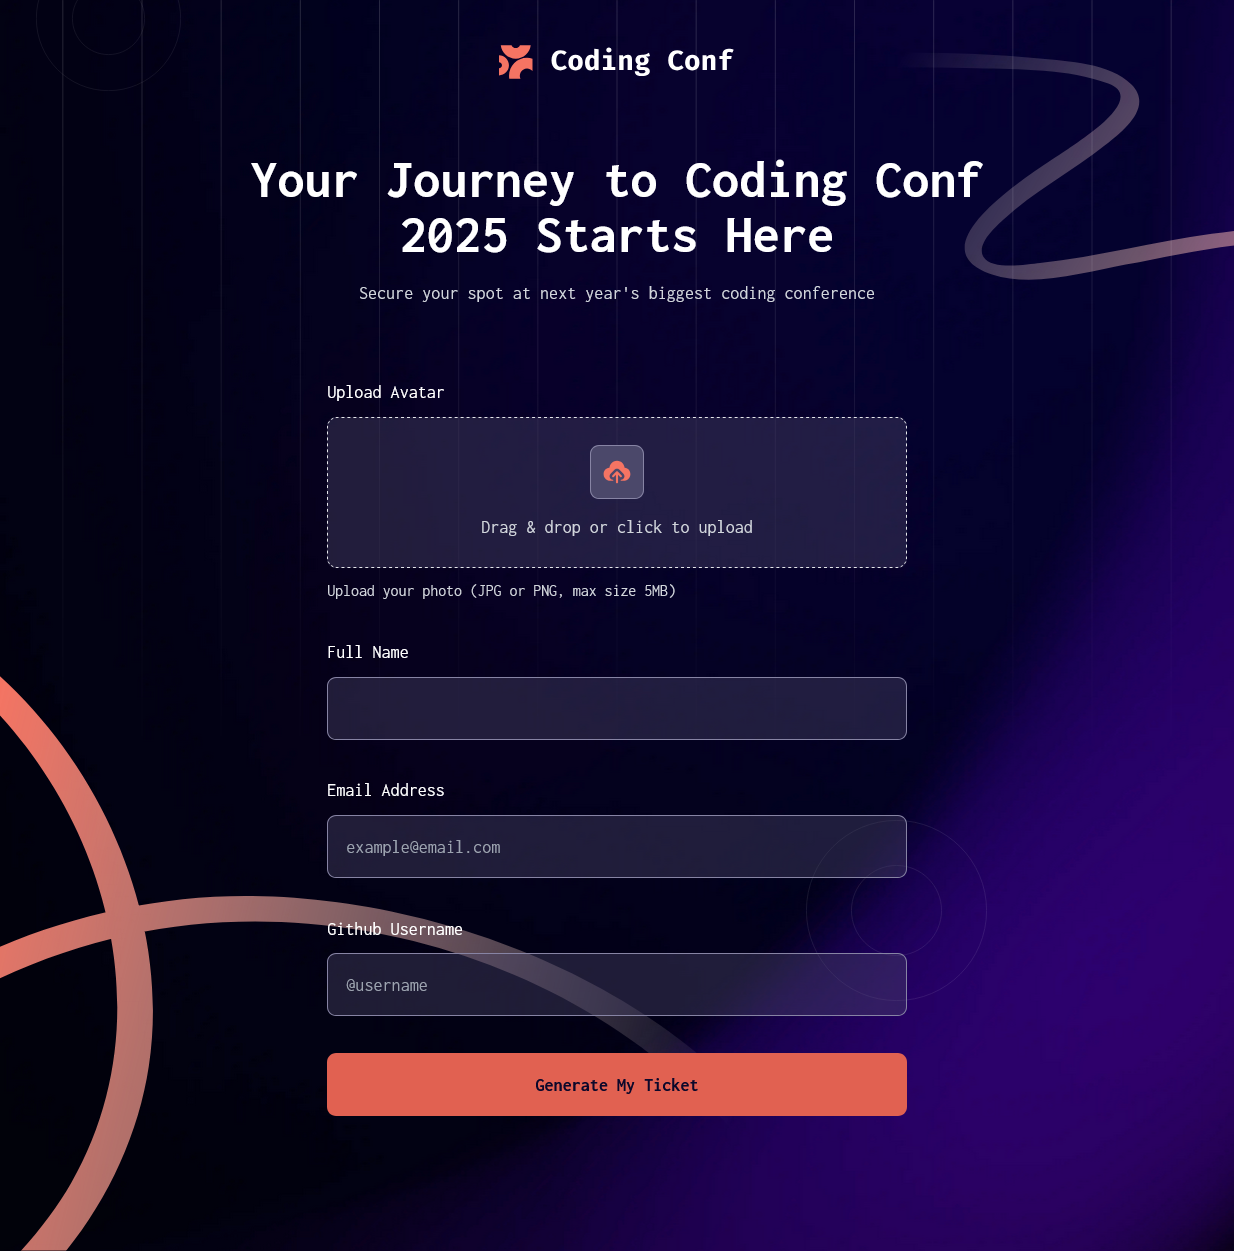 Coding Conf
Your Journey to Coding Conf
2025 Starts Here
Secure your spot at next year's biggest coding conference
Upload Avatar
Drag & drop or click to upload
Upload your photo (JPG or PNG, max size 5MB)
Full Name
Email Address
example@email.com
Github Username
@username
Generate My Ticket